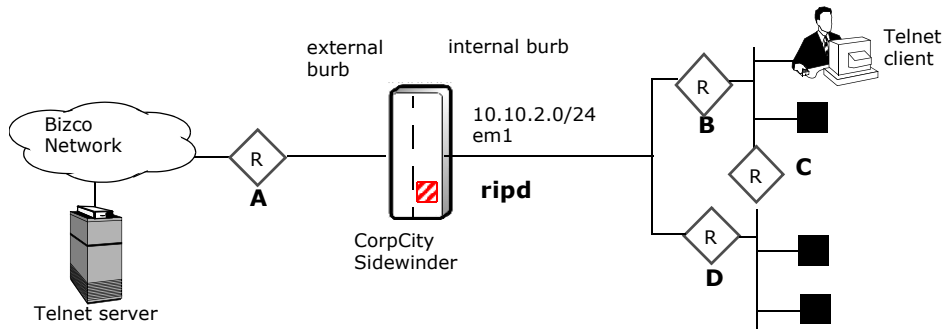 external
burb
internal burb
Telnet
client
Bizco
Network
10.10.2.0/24
em1
R
B
R
A
R
C
ripd
R
D
CorpCity
Sidewinder
Telnet server